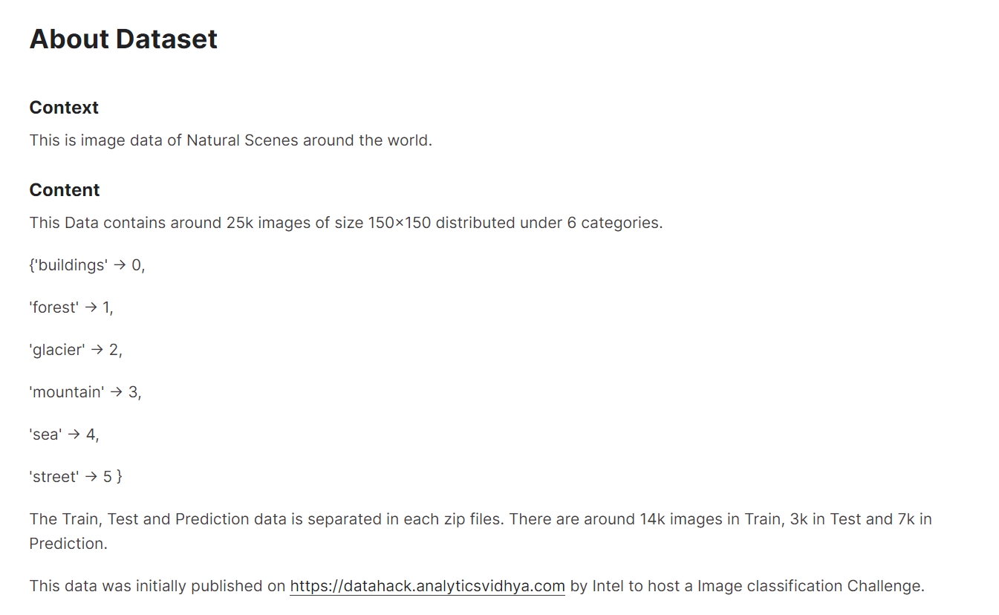 About Dataset
Context
This is image data of Natural Scenes around the world.
Content
This Data contains around 25k images of size 150×150 distributed under 6 categories.
{'buildings' → 0,
'forest' → 1,
'glacier' → 2,
'mountain' → 3,
'sea' → 4,
'street' → 5 }
The Train, Test and Prediction data is separated in each zip files. There are around 14k images in Train, 3k in Test and 7k in
Prediction.
This data was initially published on https://datahack.analyticsvidhya.com by Intel to host a Image classification Challenge.